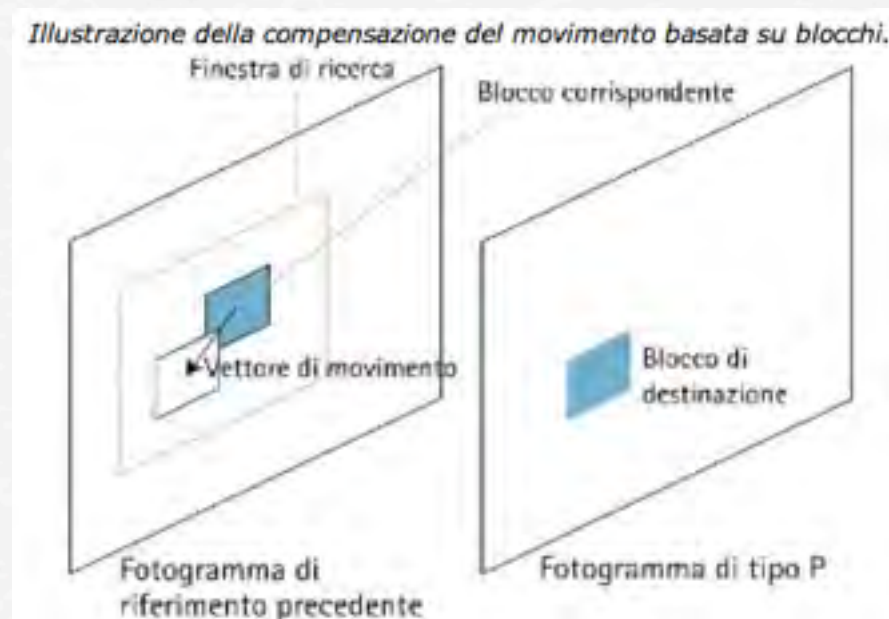 Illustrazione della compensazione del movimento basata su blocchi.
Finestra di ricerca
Blocco corrispondente
Vettore di movimento
Blocco di
destinazione
Fotogramma di
riferimento precedente
Fotogramma di tipo P